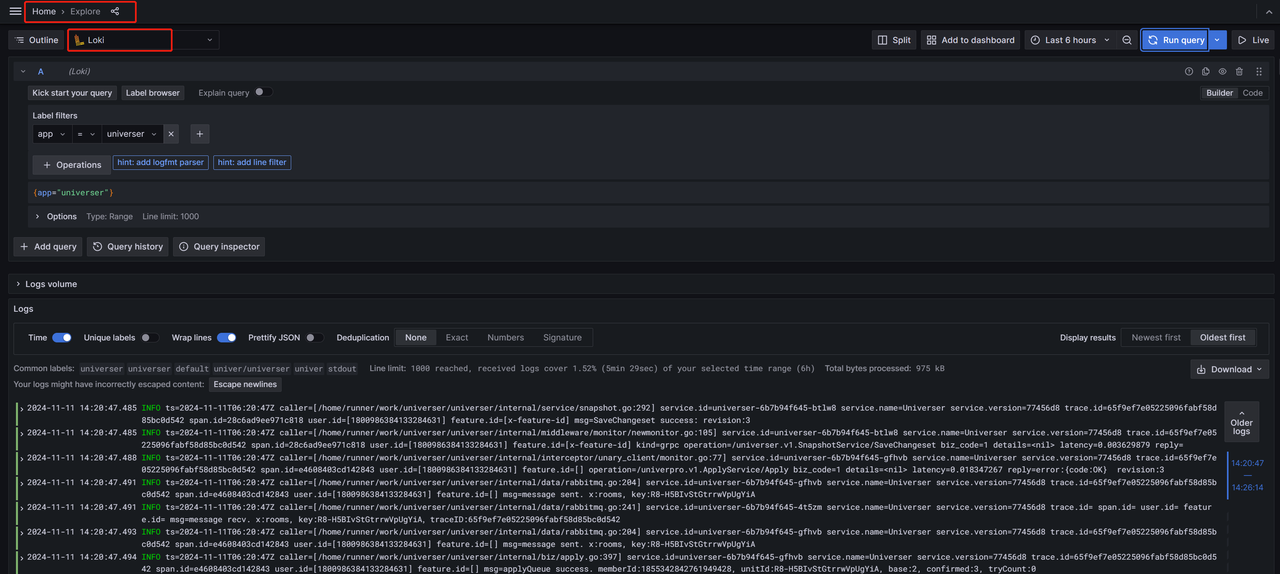 Home › Explore
Outline Loki Split Add to dashboard Last 6 hours Run query Live
A (Loki)
Kick start your query Label browser Explain query Builder Code
Label filters
app = universer
Operations hint: add logfmt parser hint: add line filter
{app="universer"}
Options Type: Range Line limit: 1000
Add query Query history Query inspector
Logs volume
Logs
Time Unique labels Wrap lines Prettify JSON Deduplication None Exact Numbers Signature Display results Newest first Oldest first
Common labels: universer universer default univer/universer univer stdout Line limit: 1000 reached, received logs cover 1.52% (5min 29sec) of your selected time range (6h) Total bytes processed: 975 kB Download
Your logs might have incorrectly escaped content: Escape newlines
2024-11-11 14:20:47.485 INFO ts=2024-11-11T06:20:47Z caller=[/home/runner/work/universer/universer/internal/service/snapshot.go:292] service.id=universer-6b7b94f645-btlw8 service.name=Universer service.version=77456d8 trace.id=65f9ef7e05225096fabf58d
85bc0d542 span.id=28c6ad9ee971c818 user.id=[1800986384133284631] feature.id=[x-feature-id] msg=SaveChangeset success: revision:3
2024-11-11 14:20:47.485 INFO ts=2024-11-11T06:20:47Z caller=[/home/runner/work/universer/universer/internal/middleware/monitor/newmonitor.go:105] service.id=universer-6b7b94f645-btlw8 service.name=Universer service.version=77456d8 trace.id=65f9ef7e05
225096fabf58d85bc0d542 span.id=28c6ad9ee971c818 user.id=[1800986384133284631] feature.id=[x-feature-id] kind=grpc operation=/universer.v1.SnapshotService/SaveChangeset biz_code=1 details=<nil> latency=0.003629879 reply=
2024-11-11 14:20:47.488 INFO ts=2024-11-11T06:20:47Z caller=[/home/runner/work/universer/universer/internal/interceptor/unary_client/monitor.go:77] service.id=universer-6b7b94f645-gfhvb service.name=Universer service.version=77456d8 trace.id=65f9ef7e
05225096fabf58d85bc0d542 span.id=e4608403cd142843 user.id=[1800986384133284631] feature.id=[] operation=/univerpro.v1.ApplyService/Apply biz_code=1 details=<nil> latency=0.018347267 reply=error:{code:OK} revision:3
2024-11-11 14:20:47.491 INFO ts=2024-11-11T06:20:47Z caller=[/home/runner/work/universer/universer/internal/data/rabbitmq.go:204] service.id=universer-6b7b94f645-gfhvb service.name=Universer service.version=77456d8 trace.id=65f9ef7e05225096fabf58d85b
c0d542 span.id=e4608403cd142843 user.id=[1800986384133284631] feature.id=[] msg=message sent. x:rooms, key:R8-H5BIvStGtrrwVpUgYiA
2024-11-11 14:20:47.491 INFO ts=2024-11-11T06:20:47Z caller=[/home/runner/work/universer/universer/internal/data/rabbitmq.go:241] service.id=universer-6b7b94f645-4t5zm service.name=Universer service.version=77456d8 trace.id= span.id= user.id= featur
e.id= msg=message recv. x:rooms, key:R8-H5BIvStGtrrwVpUgYiA, traceID:65f9ef7e05225096fabf58d85bc0d542
2024-11-11 14:20:47.493 INFO ts=2024-11-11T06:20:47Z caller=[/home/runner/work/universer/universer/internal/data/rabbitmq.go:204] service.id=universer-6b7b94f645-gfhvb service.name=Universer service.version=77456d8 trace.id=65f9ef7e05225096fabf58d85b
c0d542 span.id=e4608403cd142843 user.id=[1800986384133284631] feature.id=[] msg=message sent. x:rooms, key:R8-H5BIvStGtrrwVpUgYiA
2024-11-11 14:20:47.494 INFO ts=2024-11-11T06:20:47Z caller=[/home/runner/work/universer/universer/internal/biz/apply.go:397] service.id=universer-6b7b94f645-gfhvb service.name=Universer service.version=77456d8 trace.id=65f9ef7e05225096fabf58d85bc0d5
42 span.id=e4608403cd142843 user.id=[1800986384133284631] feature.id=[] msg=applyQueue success. memberId:1855342842761949428, unitId:R8-H5BIvStGtrrwVpUgYiA, base:2, confirmed:3, tryCount:0
Older
logs
14:20:47
—
14:26:14